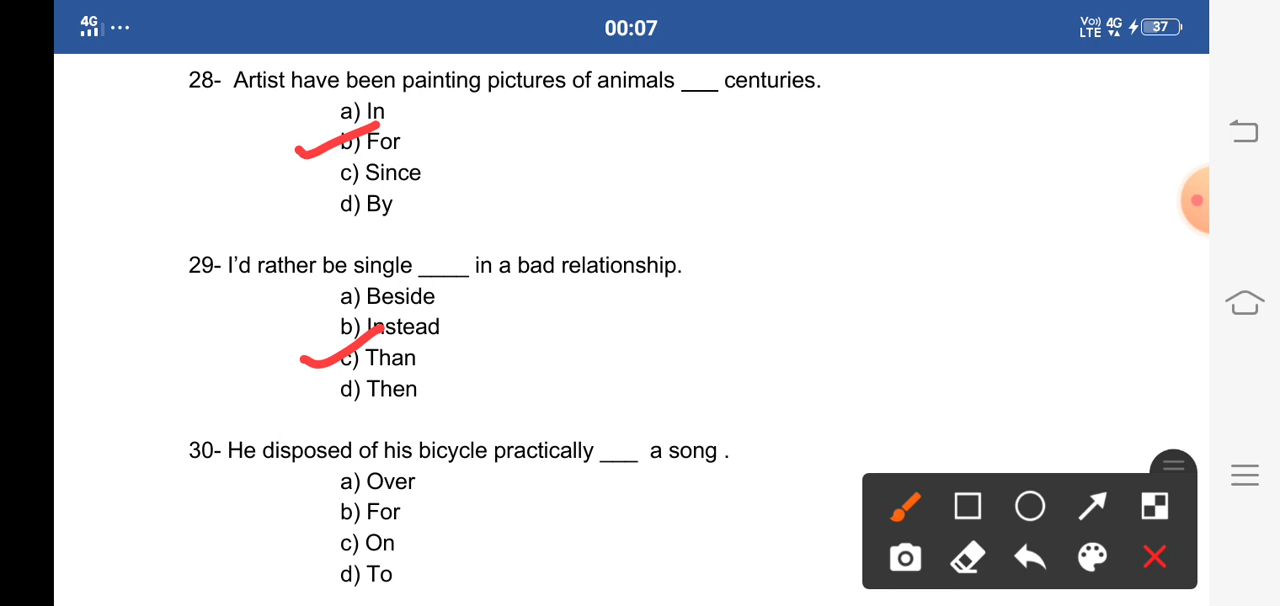 4G ... 00:07 Vo)) LTE 4G 37
28- Artist have been painting pictures of animals ___ centuries.
a) In
b) For
c) Since
d) By
29- I’d rather be single ____ in a bad relationship.
a) Beside
b) Instead
c) Than
d) Then
30- He disposed of his bicycle practically ___ a song .
a) Over
b) For
c) On
d) To